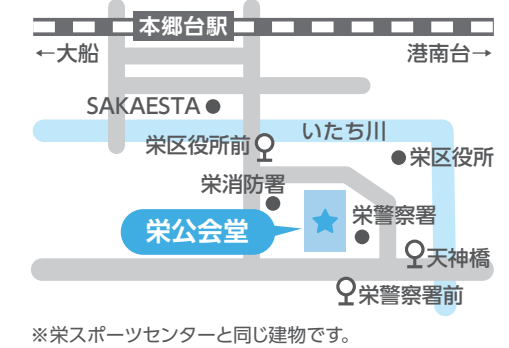 本郷台駅
←大船
港南台→
SAKAESTA
いたち川
栄区役所前
栄区役所
栄消防署
栄公会堂
栄警察署
天神橋
栄警察署前
※栄スポーツセンターと同じ建物です。